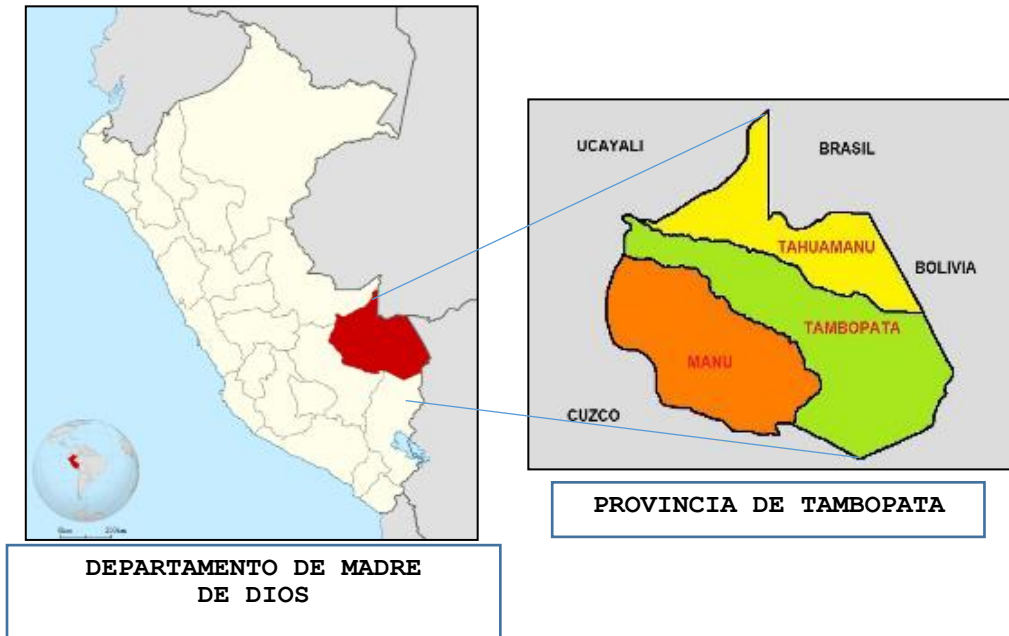 UCAYALI
BRASIL
TAHUAMANU
BOLIVIA
TAMBOPATA
MANU
CUZCO
PROVINCIA DE TAMBOPATA
DEPARTAMENTO DE MADRE
DE DIOS